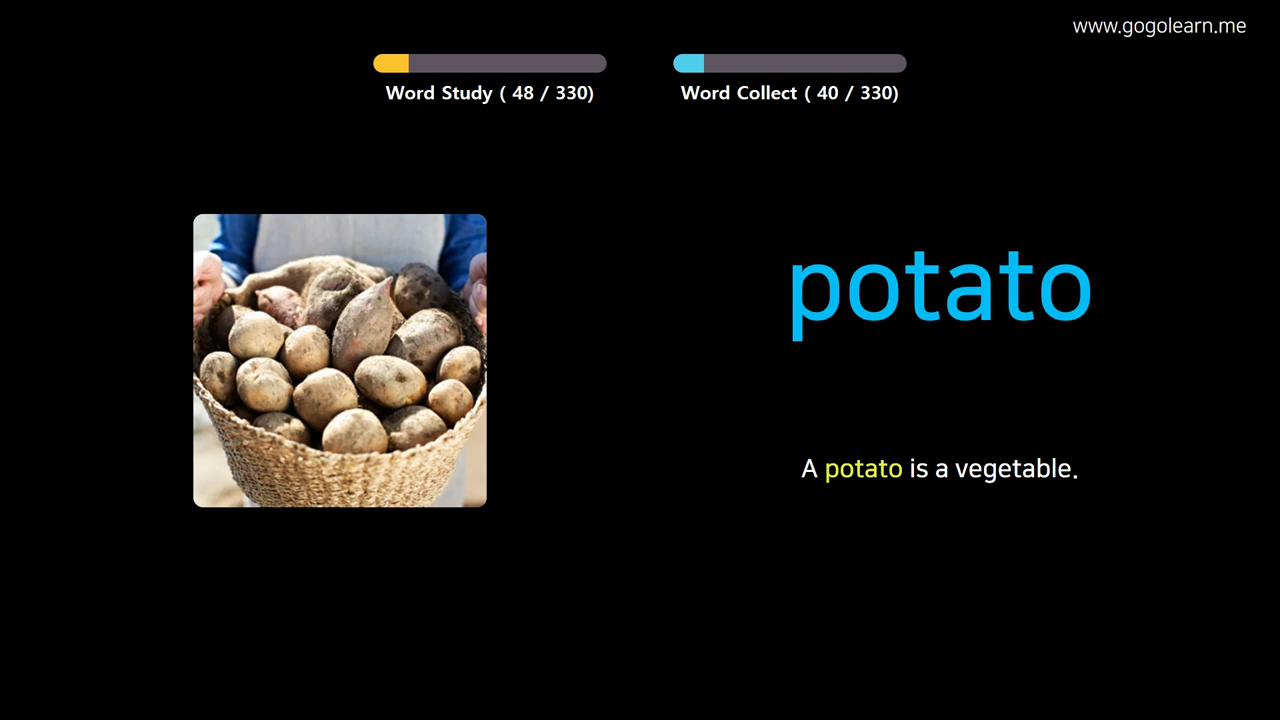 www.gogolearn.me
Word Study ( 48 / 330)
Word Collect ( 40 / 330)
potato
A potato is a vegetable.